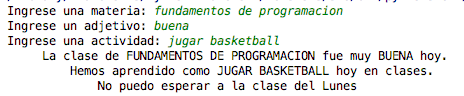 Ingrese una materia: fundamentos de programacion
Ingrese un adjetivo: buena
Ingrese una actividad: jugar basketball
La clase de FUNDAMENTOS DE PROGRAMACION fue muy BUENA hoy.
Hemos aprendido como JUGAR BASKETBALL hoy en clases.
No puedo esperar a la clase del Lunes